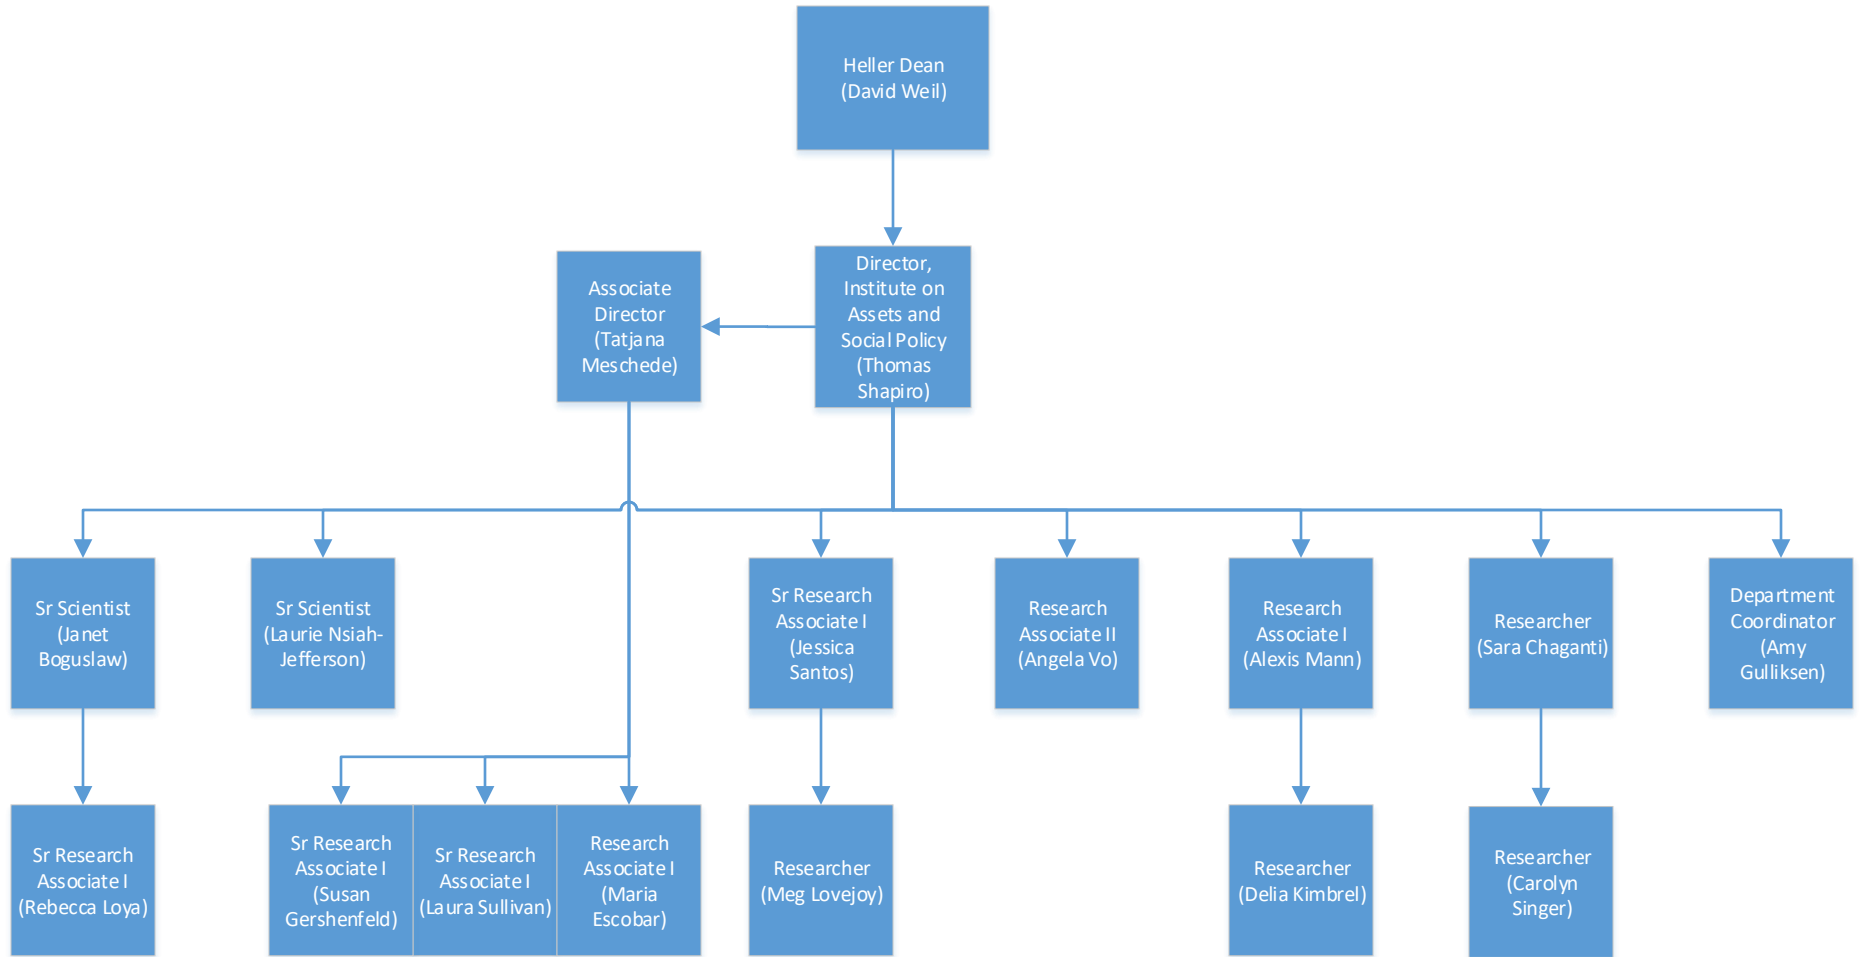 Heller Dean
(David Weil)
Associate
Director
(Tatjana
Meschede)
Director,
Institute on
Assets and
Social Policy
(Thomas
Shapiro)
Sr Scientist
(Janet
Boguslaw)
Sr Scientist
(Laurie Nsiah-
Jefferson)
Sr Research
Associate I
(Jessica
Santos)
Research
Associate II
(Angela Vo)
Research
Associate I
(Alexis Mann)
Researcher
(Sara Chaganti)
Department
Coordinator
(Amy
Gulliksen)
Sr Research
Associate I
(Rebecca Loya)
Sr Research
Associate I
(Susan
Gershenfeld)
Sr Research
Associate I
(Laura Sullivan)
Research
Associate I
(Maria
Escobar)
Researcher
(Meg Lovejoy)
Researcher
(Delia Kimbrel)
Researcher
(Carolyn
Singer)